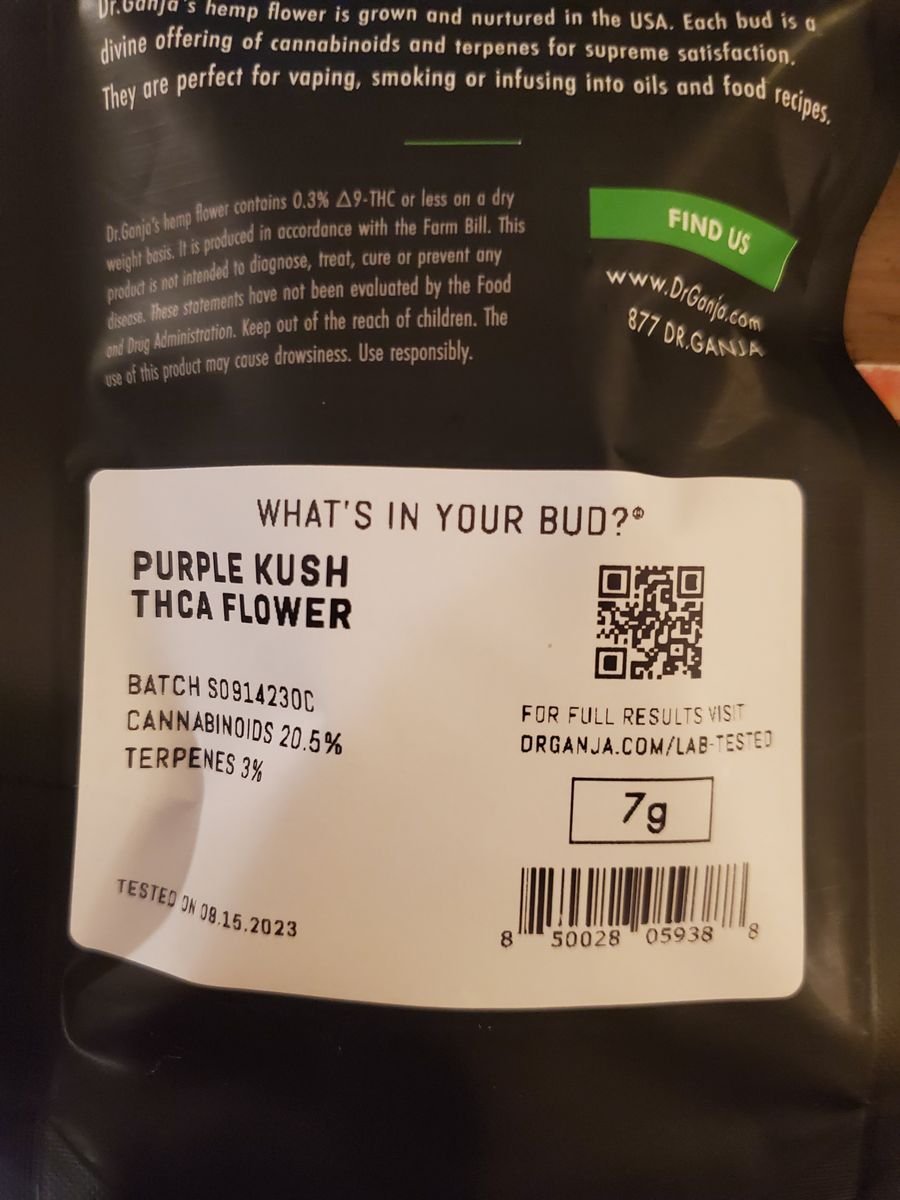 Dr.Ganja's hemp flower is grown and nurtured in the USA. Each bud is a
divine offering of cannabinoids and terpenes for supreme satisfaction.
They are perfect for vaping, smoking or infusing into oils and food recipes.
Dr.Ganja's hemp flower contains 0.3% Δ9-THC or less on a dry
weight basis. It is produced in accordance with the Farm Bill. This
product is not intended to diagnose, treat, cure or prevent any
disease. These statements have not been evaluated by the Food
and Drug Administration. Keep out of the reach of children. The
use of this product may cause drowsiness. Use responsibly.
FIND US
www.DrGanja.com
877 DR.GANJA
WHAT'S IN YOUR BUD?®
PURPLE KUSH
THCA FLOWER
BATCH S091423OC
CANNABINOIDS 20.5%
TERPENES 3%
TESTED ON 08.15.2023
FOR FULL RESULTS VISIT
DRGANJA.COM/LAB-TESTED
7g
8 50028 05938 8